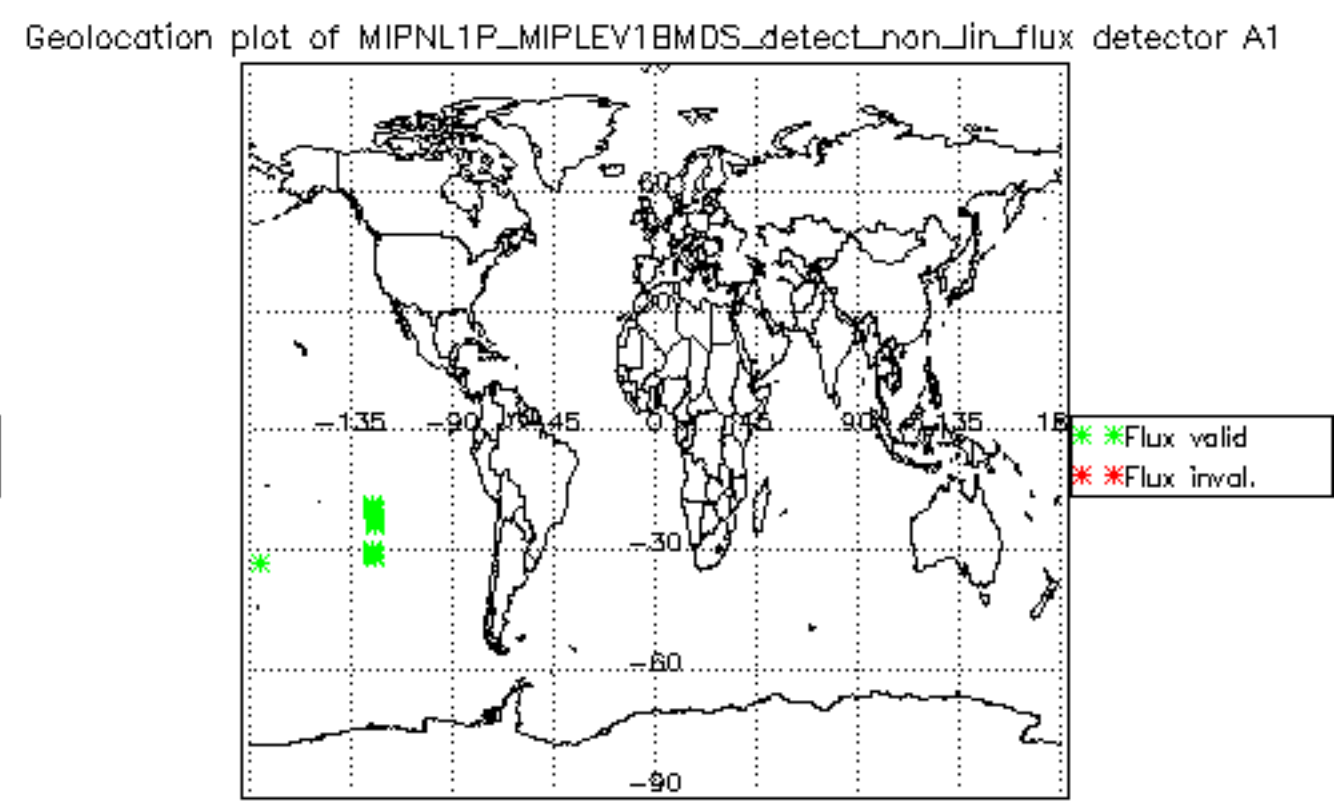 Geolocation plot of MIPNL1P_MIPLEV1BMDS_detect_non_lin_flux detector A1
60
-135 -90 45 0 45 90 135
Flux valid
Flux inval.
-30
-60
-90